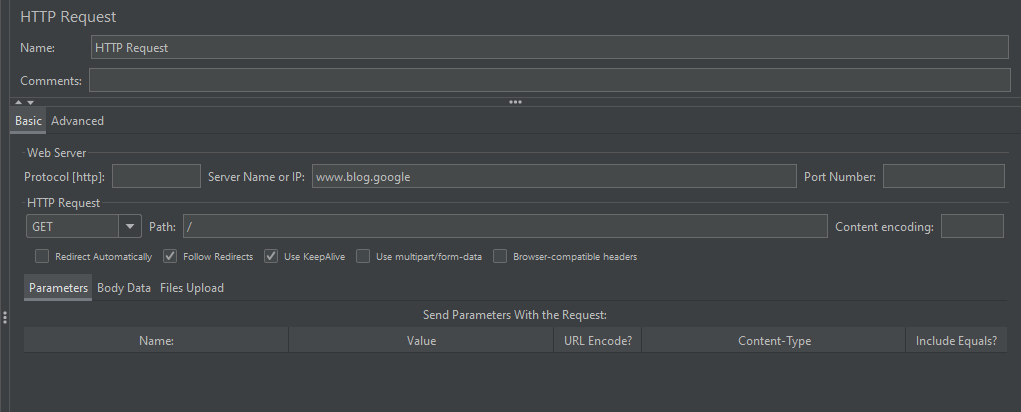 HTTP Request
Name: HTTP Request
Comments:
Basic Advanced
Web Server
Protocol [http]: Server Name or IP: www.blog.google Port Number:
HTTP Request
GET Path: / Content encoding:
Redirect Automatically Follow Redirects Use KeepAlive Use multipart/form-data Browser-compatible headers
Parameters Body Data Files Upload
Send Parameters With the Request:
Name: Value URL Encode? Content-Type Include Equals?